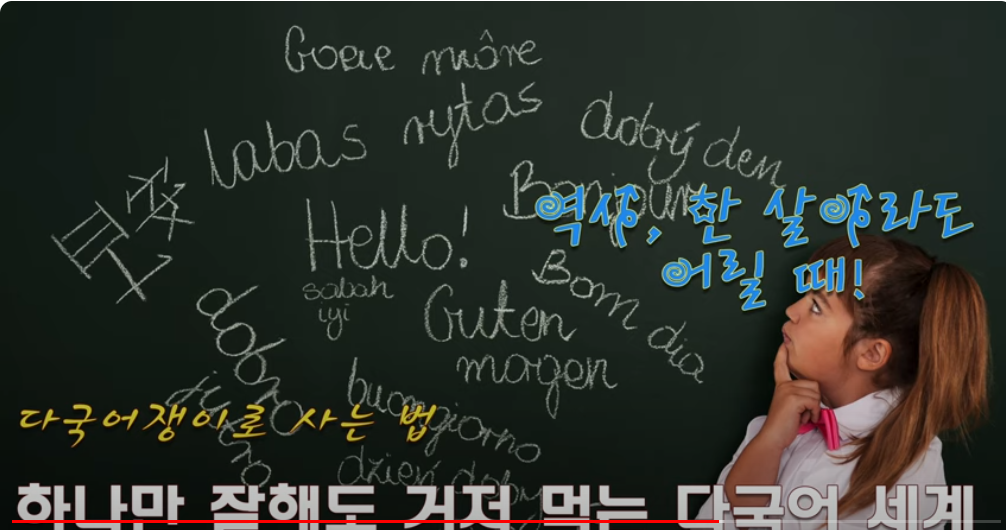 Goeie môre
labas rytas
dobrý den
早安
Bonjour
역시, 한 살이라도
어릴 때!
Hello!
sabah
iyi
Bom dia
Guten
morgen
dobro
buongiorno
다국어쟁이로 사는 법
dzień dobry
하나만 잘해도 거저 먹는 다국어 세계